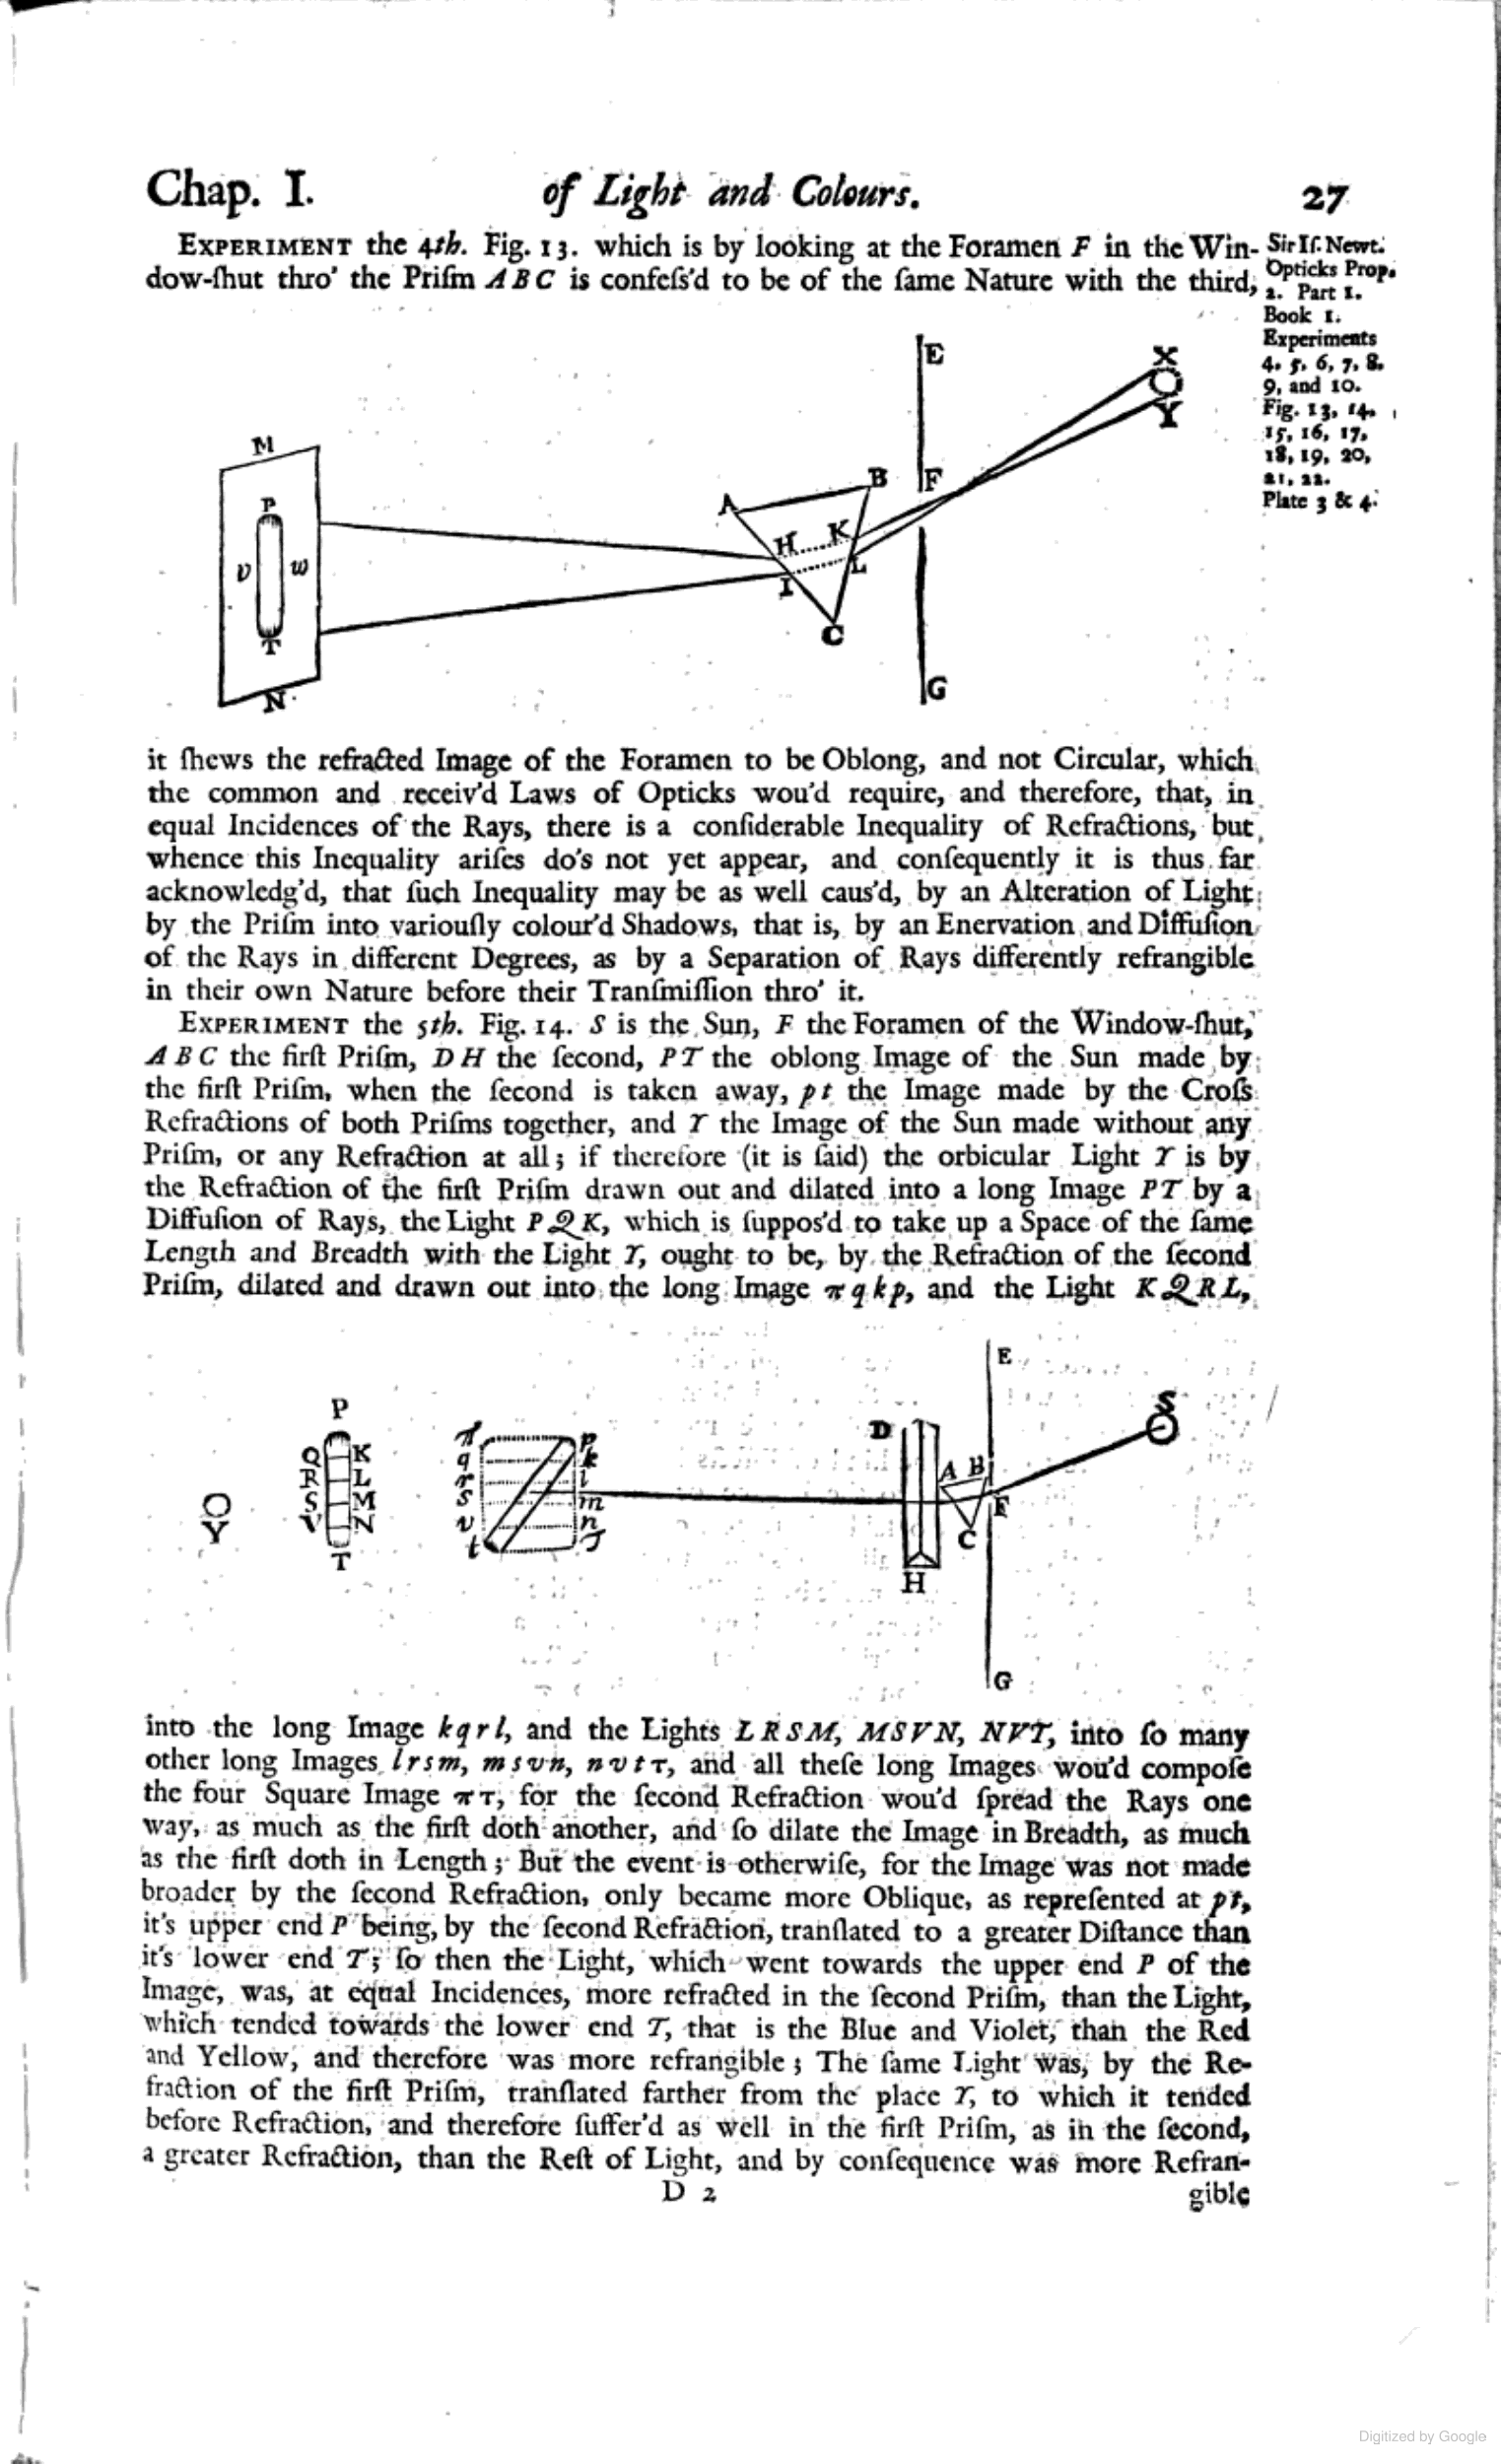 Chap. I. of Light and Colours. 27
EXPERIMENT the 4th. Fig. 13. which is by looking at the Foramen F in the Win-
dow-ſhut thro' the Priſm ABC is confeſs'd to be of the ſame Nature with the third,
Sir Iſ. Newt.
Opticks Prop.
2. Part 1.
Book 1.
Experiments
4, 5, 6, 7, 8.
9, and 10.
Fig. 13, 14,
15, 16, 17,
18, 19, 20,
21, 22.
Plate 3 & 4.
E
X
Y
M
B
F
A
P
H K
v w
I L
T
C
N
G
it ſhews the refracted Image of the Foramen to be Oblong, and not Circular, which
the common and receiv'd Laws of Opticks wou'd require, and therefore, that, in
equal Incidences of the Rays, there is a conſiderable Inequality of Refractions, but
whence this Inequality ariſes do's not yet appear, and conſequently it is thus far
acknowledg'd, that ſuch Inequality may be as well caus'd, by an Alteration of Light
by the Priſm into variouſly colour'd Shadows, that is, by an Enervation and Diffuſion
of the Rays in different Degrees, as by a Separation of Rays differently refrangible
in their own Nature before their Tranſmiſſion thro' it.
EXPERIMENT the 5th. Fig. 14. S is the Sun, F the Foramen of the Window-ſhut,
ABC the firſt Priſm, DH the ſecond, PT the oblong Image of the Sun made by
the firſt Priſm, when the ſecond is taken away, pt the Image made by the Croſs
Refractions of both Priſms together, and Y the Image of the Sun made without any
Priſm, or any Refraction at all; if therefore (it is ſaid) the orbicular Light Y is by
the Refraction of the firſt Priſm drawn out and dilated into a long Image PT by a
Diffuſion of Rays, the Light PQK, which is ſuppos'd to take up a Space of the ſame
Length and Breadth with the Light Y, ought to be, by the Refraction of the ſecond
Priſm, dilated and drawn out into the long Image πqkp, and the Light KQRL,
E
S
P
D
π p
Q K
q k
A B
R L
r l
S M
s m
F
V N
v n
Y
C
T
t τ
H
G
into the long Image kqrl, and the Lights LRSM, MSVN, NVT, into ſo many
other long Images lrsm, msvn, nvtτ, and all theſe long Images wou'd compoſe
the four Square Image πτ, for the ſecond Refraction wou'd ſpread the Rays one
way, as much as the firſt doth another, and ſo dilate the Image in Breadth, as much
as the firſt doth in Length; But the event is otherwiſe, for the Image was not made
broader by the ſecond Refraction, only became more Oblique, as repreſented at pt,
it's upper end P being, by the ſecond Refraction, tranſlated to a greater Diſtance than
it's lower end T; ſo then the Light, which went towards the upper end P of the
Image, was, at equal Incidences, more refracted in the ſecond Priſm, than the Light,
which tended towards the lower end T, that is the Blue and Violet, than the Red
and Yellow, and therefore was more refrangible; The ſame Light was, by the Re-
fraction of the firſt Priſm, tranſlated farther from the place Y, to which it tended
before Refraction, and therefore ſuffer'd as well in the firſt Priſm, as in the ſecond,
a greater Refraction, than the Reſt of Light, and by conſequence was more Refran-
D 2 gible
Digitized by Google